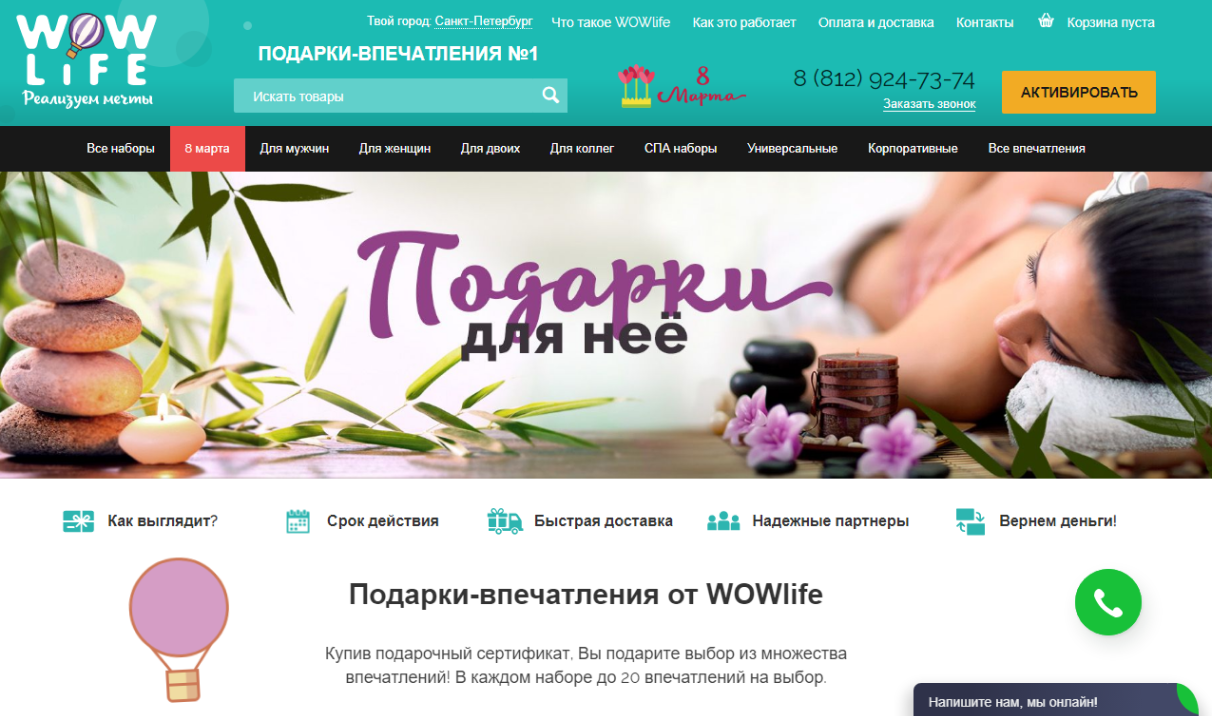 WOW
LiFE
Реализуем мечты
Твой город: Санкт-Петербург
Что такое WOWlife
Как это работает
Оплата и доставка
Контакты
Корзина пуста
ПОДАРКИ-ВПЕЧАТЛЕНИЯ №1
Искать товары
8
Марта
8 (812) 924-73-74
Заказать звонок
АКТИВИРОВАТЬ
Все наборы
8 марта
Для мужчин
Для женщин
Для двоих
Для коллег
СПА наборы
Универсальные
Корпоративные
Все впечатления
Подарки
для неё
Как выглядит?
Срок действия
Быстрая доставка
Надежные партнеры
Вернем деньги!
Подарки-впечатления от WOWlife
Купив подарочный сертификат, Вы подарите выбор из множества
впечатлений! В каждом наборе до 20 впечатлений на выбор.
Напишите нам, мы онлайн!